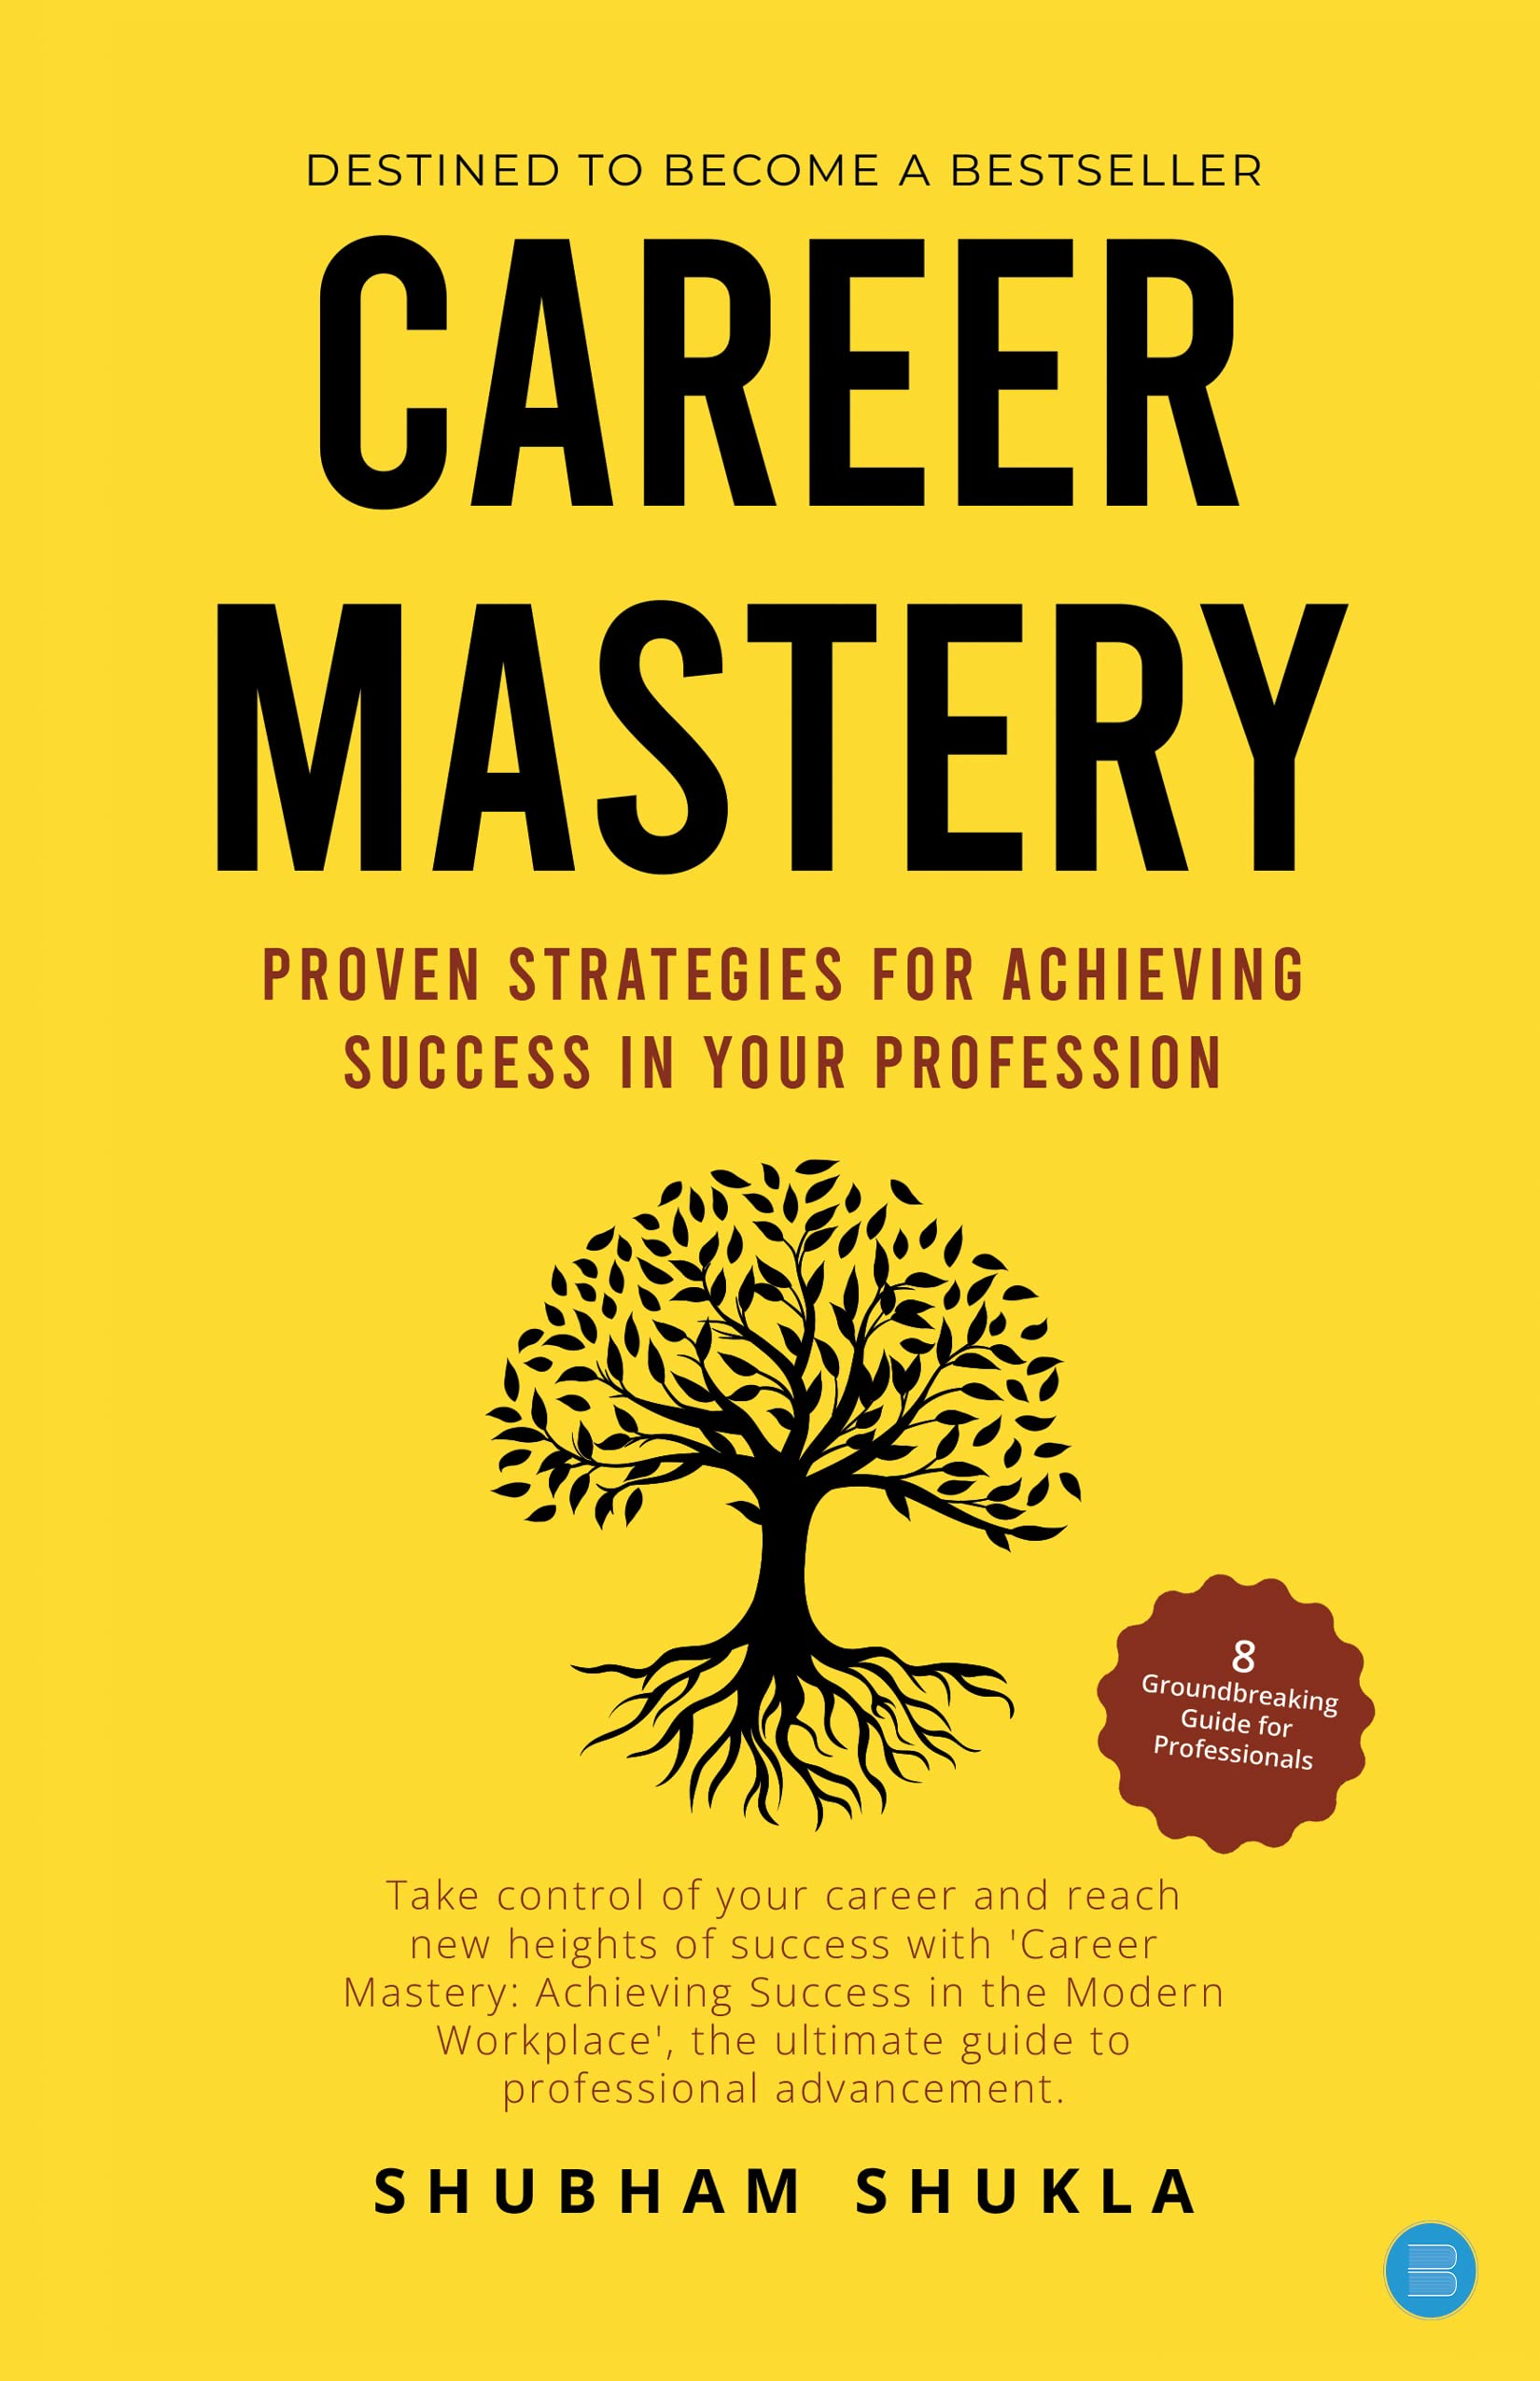 DESTINED TO BECOME A BESTSELLER
CAREER
MASTERY
PROVEN STRATEGIES FOR ACHIEVING
SUCCESS IN YOUR PROFESSION
8
Groundbreaking
Guide for
Professionals
Take control of your career and reach
new heights of success with 'Career
Mastery: Achieving Success in the Modern
Workplace', the ultimate guide to
professional advancement.
SHUBHAM SHUKLA